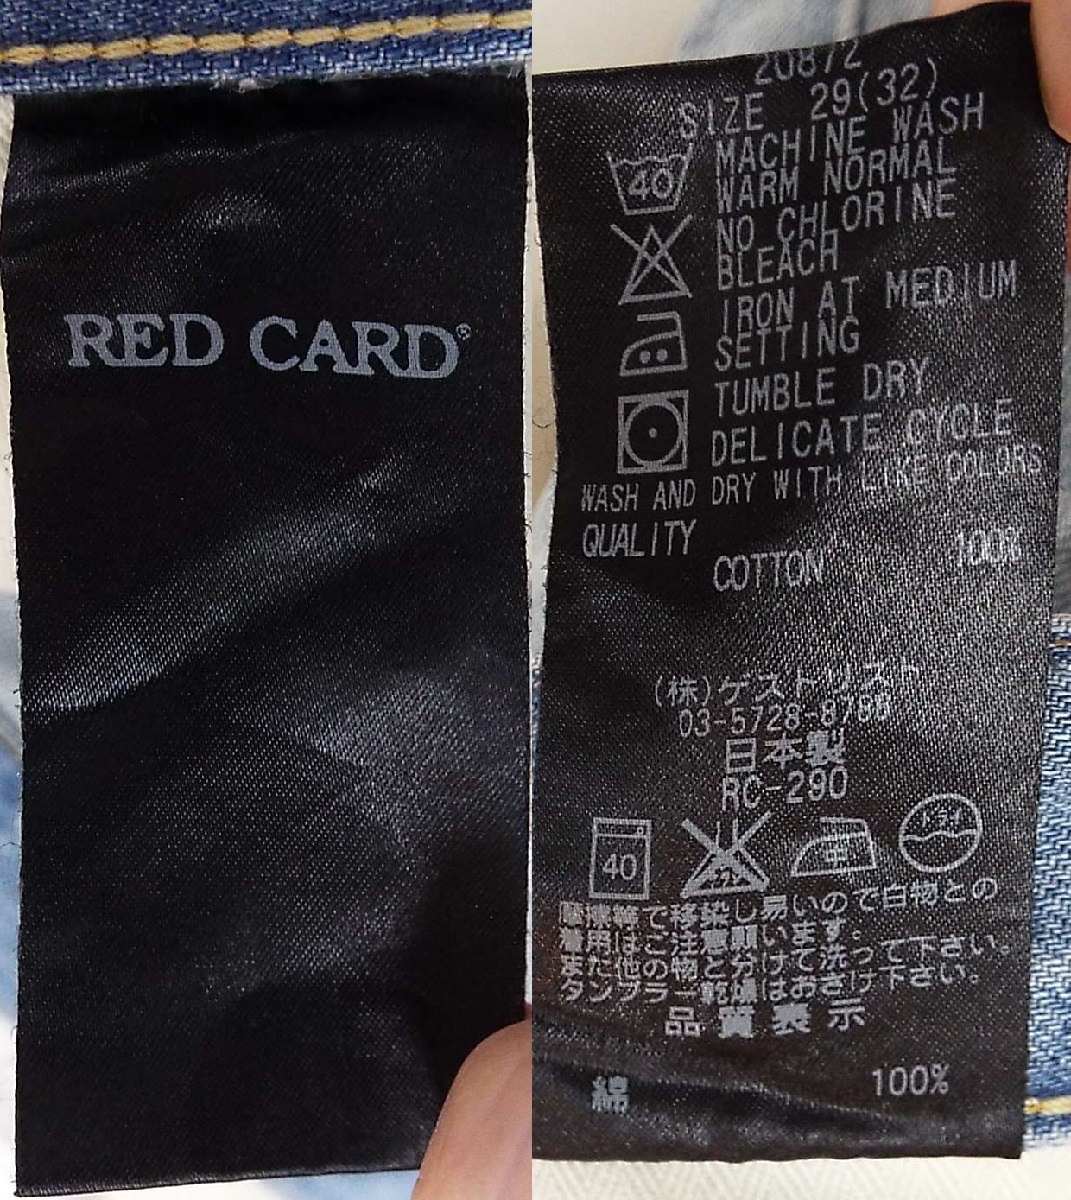 RED CARD®
20872
SIZE 29(32)
40
MACHINE WASH
WARM NORMAL
NO CHLORINE
BLEACH
IRON AT MEDIUM
SETTING
TUMBLE DRY
DELICATE CYCLE
WASH AND DRY WITH LIKE COLORS
QUALITY
COTTON 100%
(株)ゲストリスト
03-5728-8788
日本製
RC-290
40 中
摩擦等で移染し易いので白物との
着用はご注意願います。
また他の物と分けて洗って下さい。
タンブラー乾燥はおさけ下さい。
品質表示
綿 100%